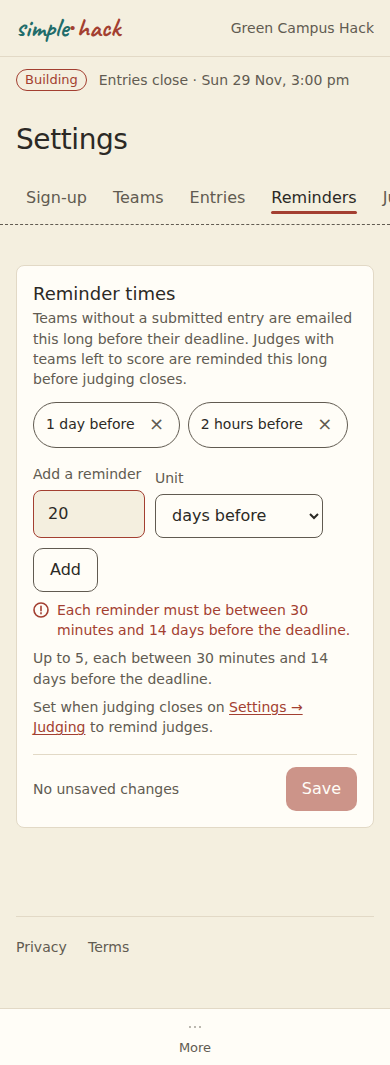 simple·hack
Green Campus Hack
Building
Entries close · Sun 29 Nov, 3:00 pm
Settings
Sign-up
Teams
Entries
Reminders
Reminder times
Teams without a submitted entry are emailed
this long before their deadline. Judges with
teams left to score are reminded this long
before judging closes.
1 day before ✕
2 hours before ✕
Add a reminder
Unit
20
days before
Add
Each reminder must be between 30
minutes and 14 days before the deadline.
Up to 5, each between 30 minutes and 14
days before the deadline.
Set when judging closes on Settings →
Judging to remind judges.
No unsaved changes
Save
Privacy
Terms
...
More